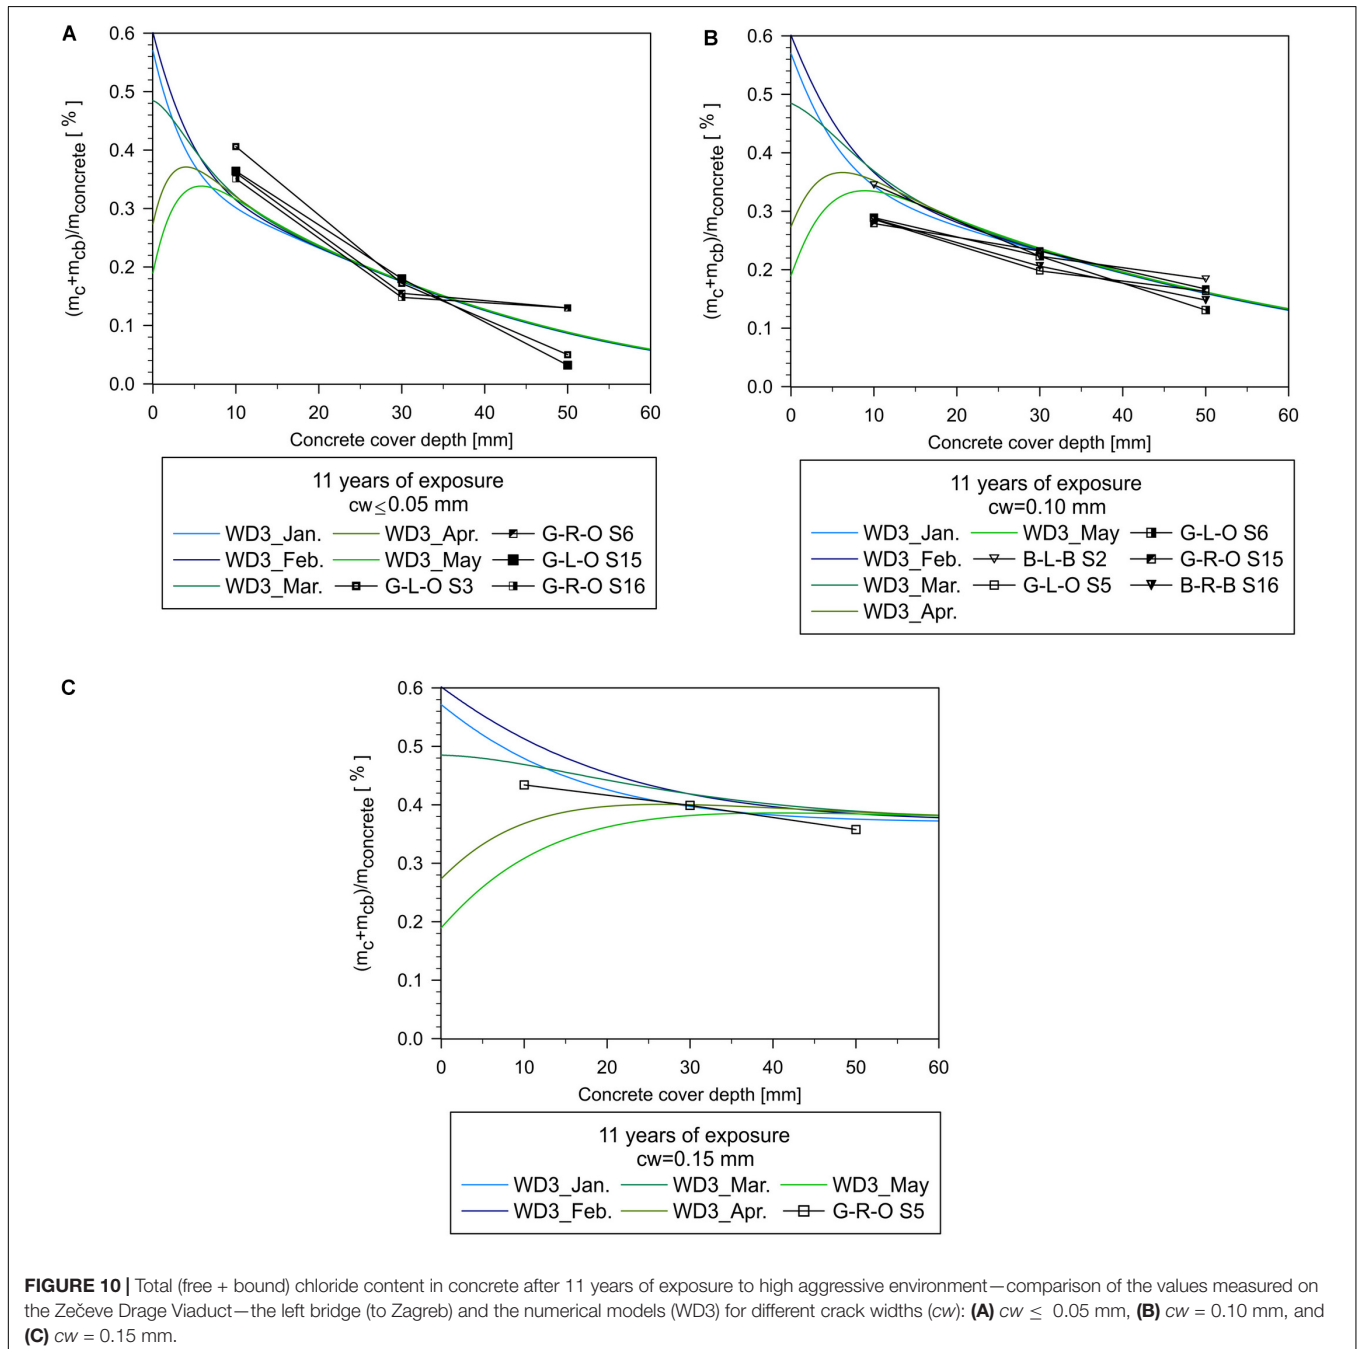 A
0.6
0.5
0.4
0.3
0.2
0.1
0.0
(mc+mcb)/mconcrete [ % ]
0 10 20 30 40 50 60
Concrete cover depth [mm]
11 years of exposure
cw≤0.05 mm
WD3_Jan. WD3_Apr. G-R-O S6
WD3_Feb. WD3_May G-L-O S15
WD3_Mar. G-L-O S3 G-R-O S16
B
0.6
0.5
0.4
0.3
0.2
0.1
0.0
(mc+mcb)/mconcrete [ % ]
0 10 20 30 40 50 60
Concrete cover depth [mm]
11 years of exposure
cw=0.10 mm
WD3_Jan. WD3_May G-L-O S6
WD3_Feb. B-L-B S2 G-R-O S15
WD3_Mar. G-L-O S5 B-R-B S16
WD3_Apr.
C
0.6
0.5
0.4
0.3
0.2
0.1
0.0
(mc+mcb)/mconcrete [ % ]
0 10 20 30 40 50 60
Concrete cover depth [mm]
11 years of exposure
cw=0.15 mm
WD3_Jan. WD3_Mar. WD3_May
WD3_Feb. WD3_Apr. G-R-O S5
FIGURE 10 | Total (free + bound) chloride content in concrete after 11 years of exposure to high aggressive environment—comparison of the values measured on
the Zečeve Drage Viaduct—the left bridge (to Zagreb) and the numerical models (WD3) for different crack widths (cw): (A) cw ≤ 0.05 mm, (B) cw = 0.10 mm, and
(C) cw = 0.15 mm.